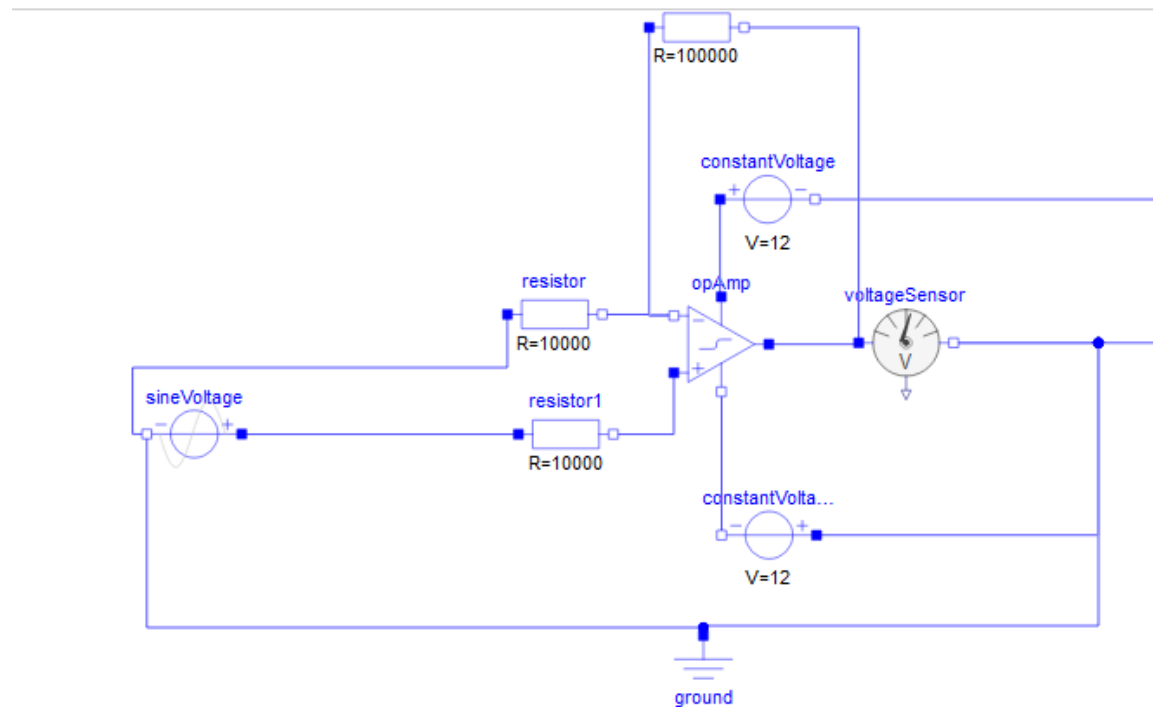 R=100000
constantVoltage
+ −
V=12
resistor
opAmp
voltageSensor
R=10000
−
+
V
sineVoltage
− +
resistor1
R=10000
constantVolta...
− +
V=12
ground